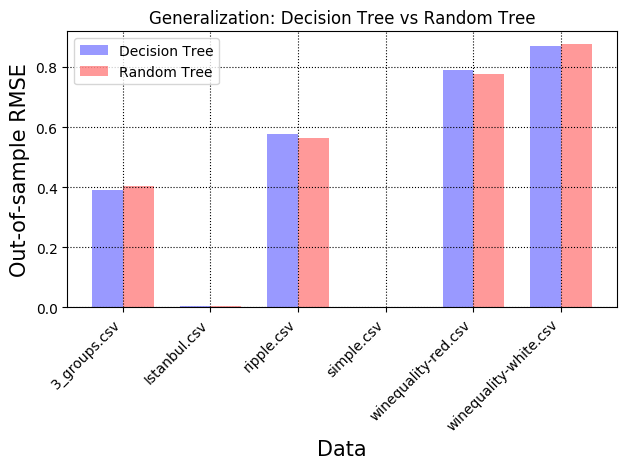 Generalization: Decision Tree vs Random Tree
Decision Tree
Random Tree
Out-of-sample RMSE
0.8
0.6
0.4
0.2
0.0
3_groups.csv
Istanbul.csv
ripple.csv
simple.csv
winequality-red.csv
winequality-white.csv
Data